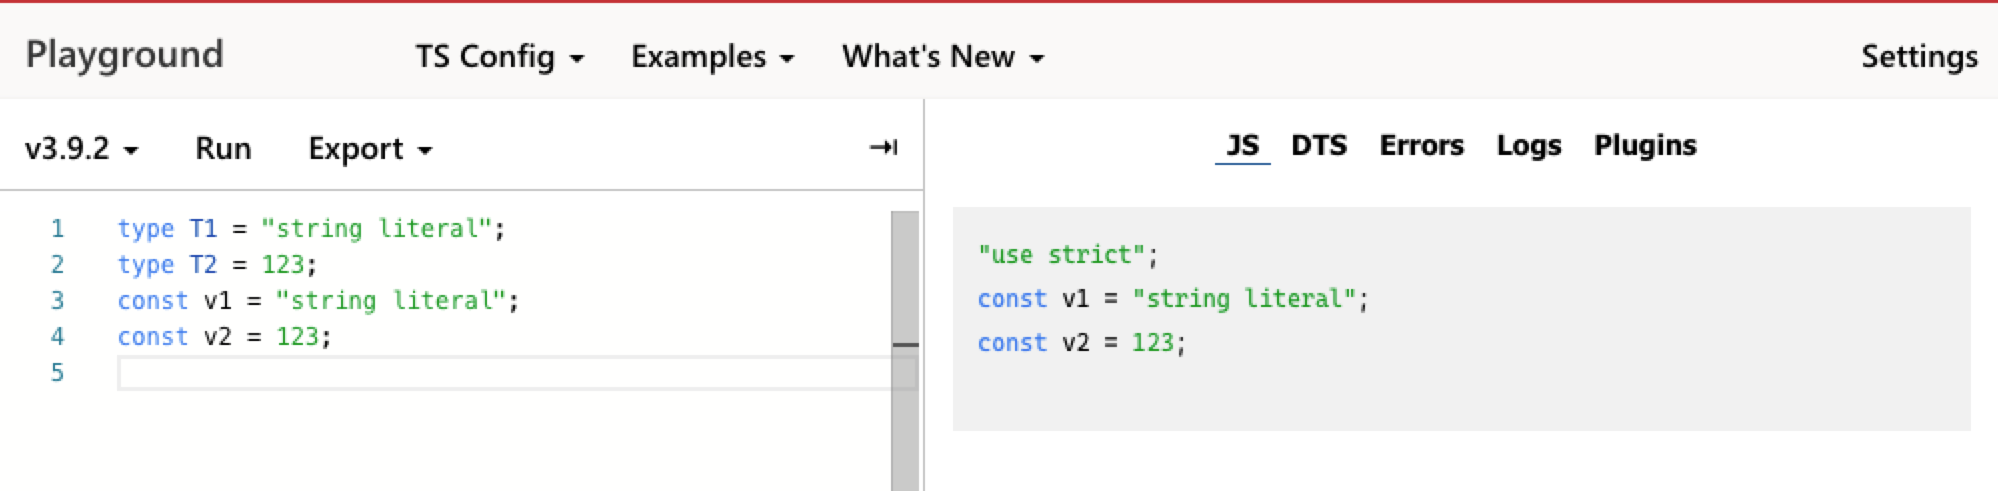 Playground TS Config Examples What's New Settings
v3.9.2 Run Export
JS DTS Errors Logs Plugins
1 type T1 = "string literal";
2 type T2 = 123;
3 const v1 = "string literal";
4 const v2 = 123;
5
"use strict";
const v1 = "string literal";
const v2 = 123;